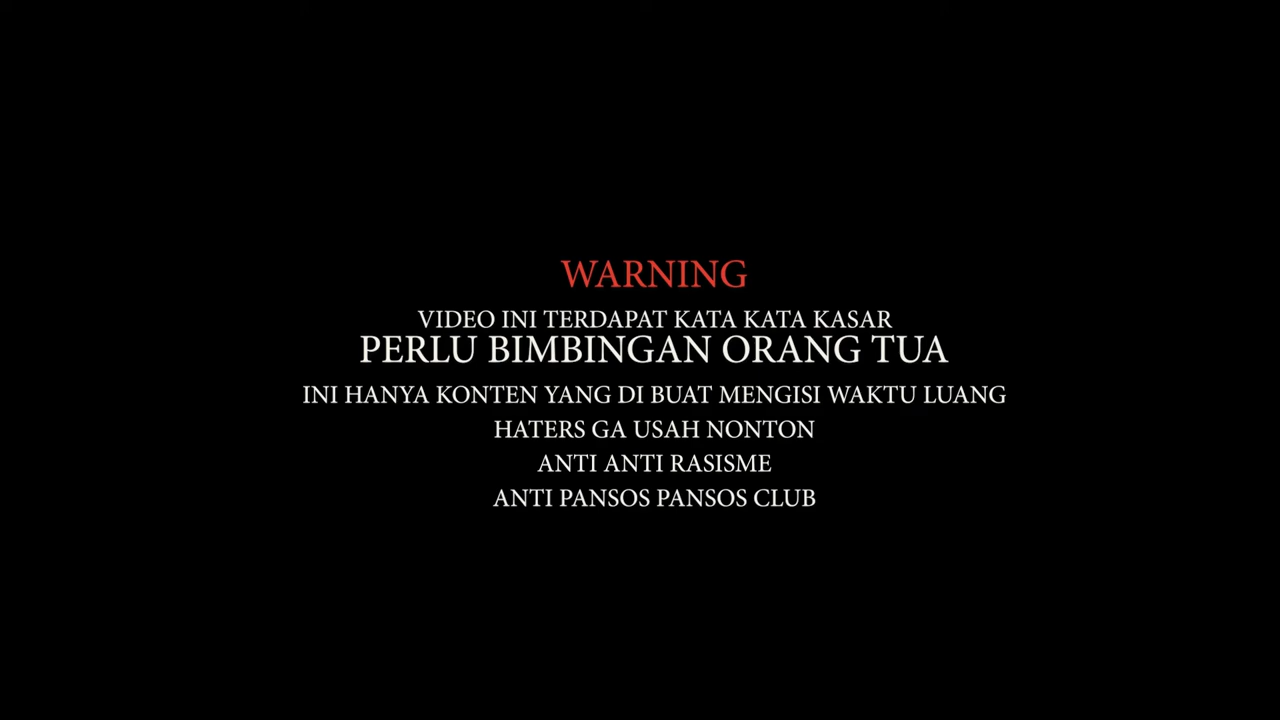 WARNING
VIDEO INI TERDAPAT KATA KATA KASAR
PERLU BIMBINGAN ORANG TUA
INI HANYA KONTEN YANG DI BUAT MENGISI WAKTU LUANG
HATERS GA USAH NONTON
ANTI ANTI RASISME
ANTI PANSOS PANSOS CLUB